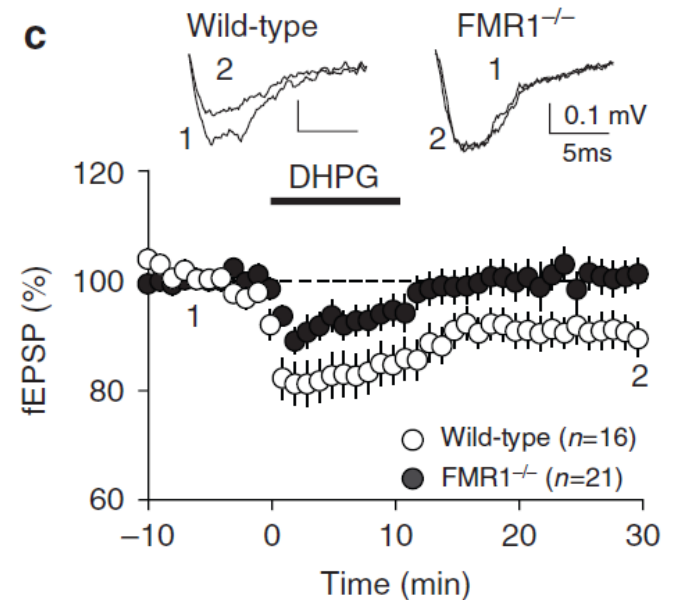 c
Wild-type
FMR1⁻/⁻
2
1
1
2
0.1 mV
5ms
DHPG
120
100
80
60
fEPSP (%)
1
2
Wild-type (n=16)
FMR1⁻/⁻ (n=21)
−10
0
10
20
30
Time (min)